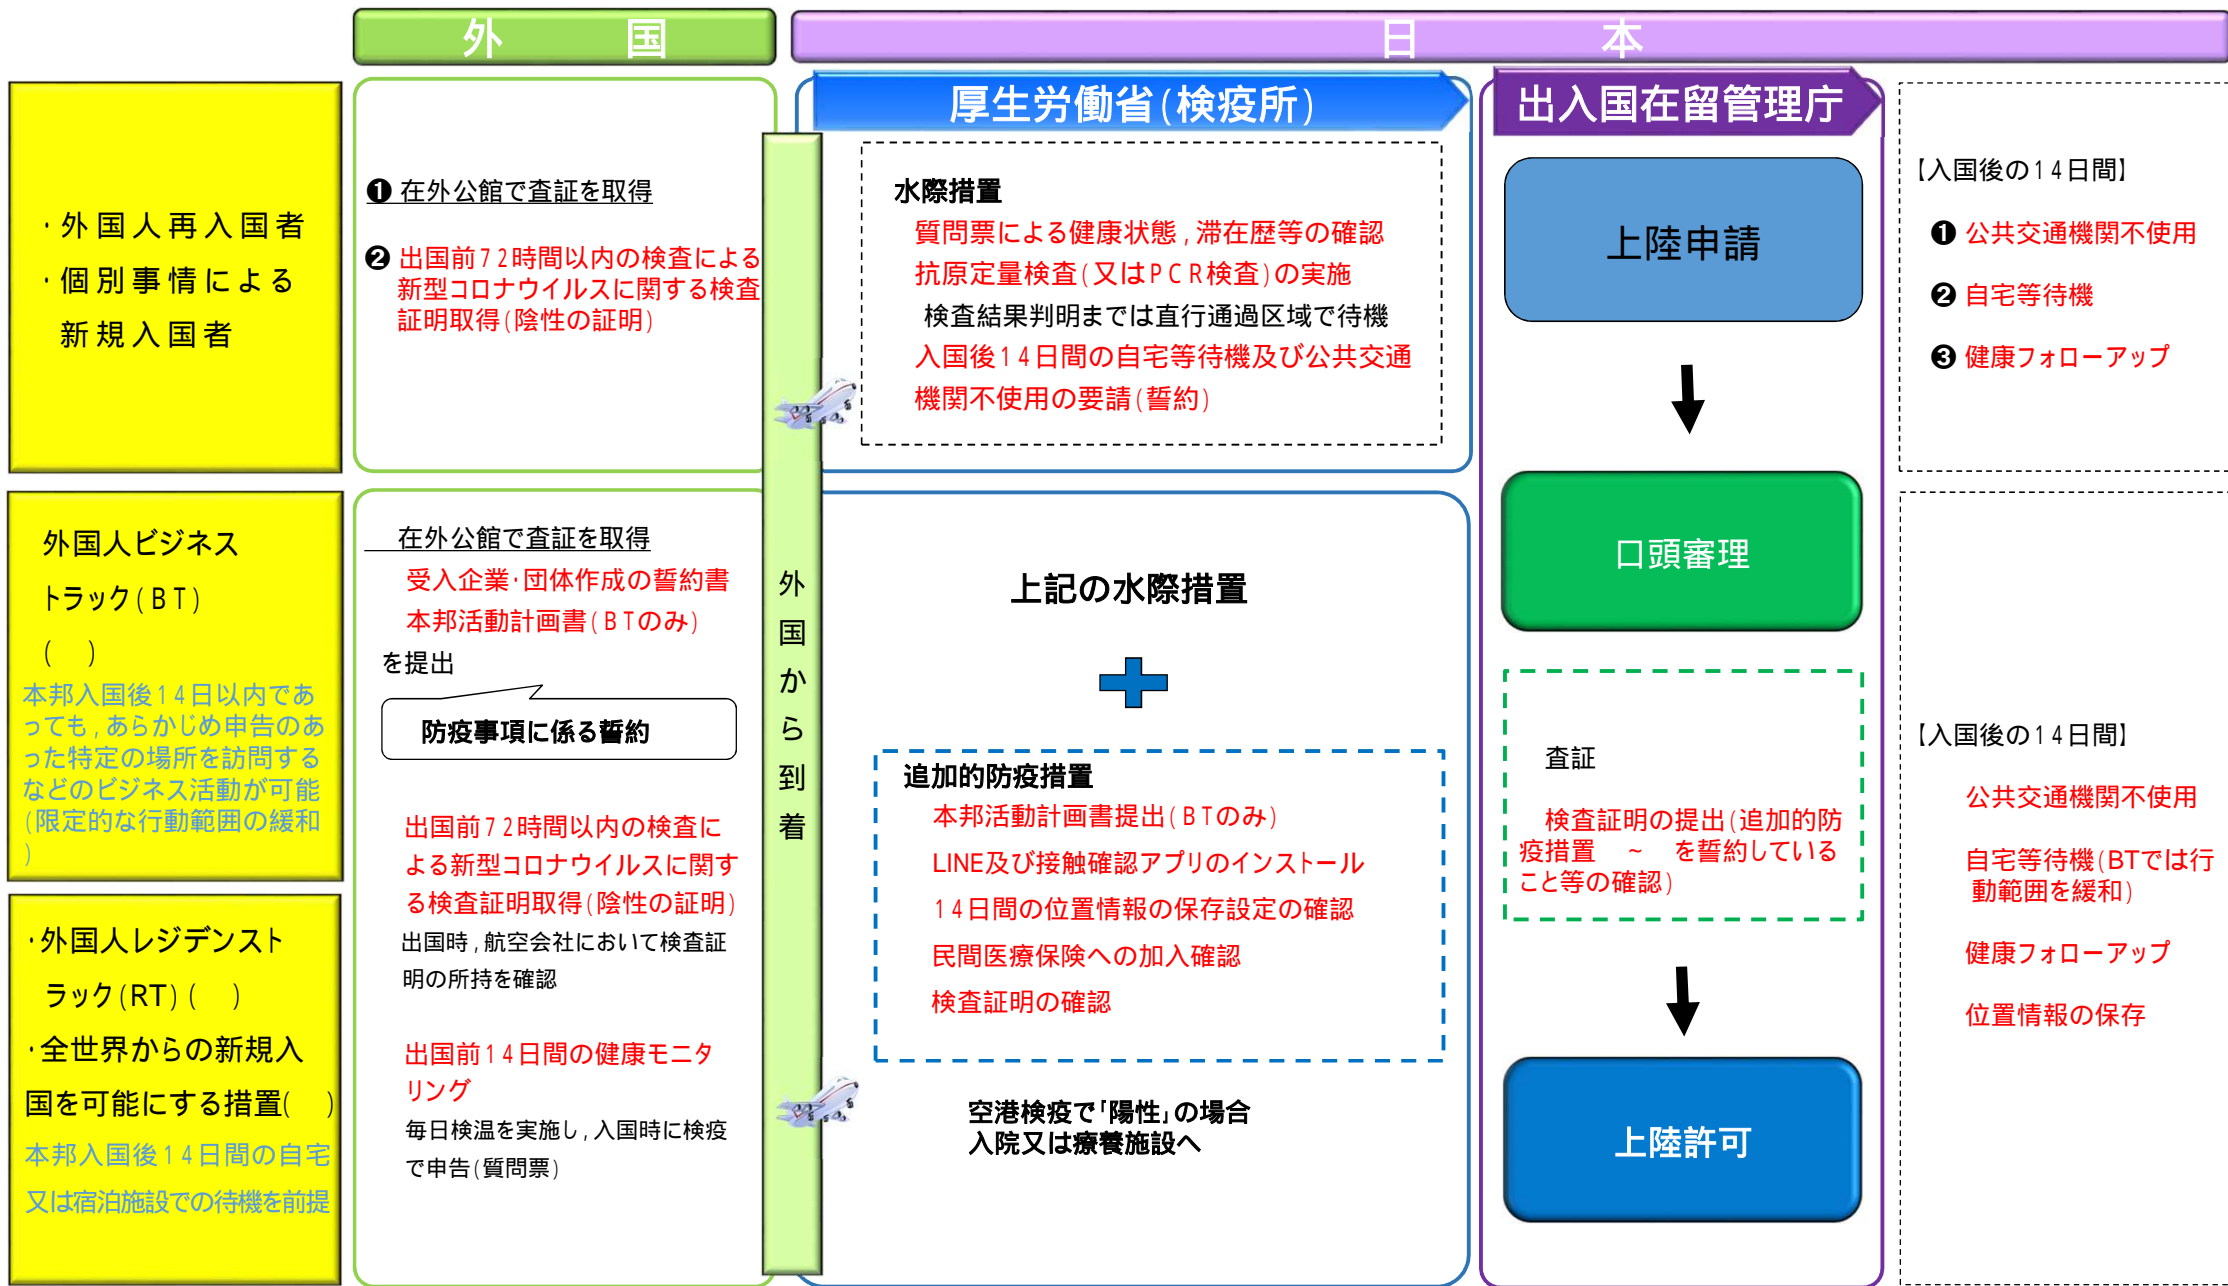 外国
日本
厚生労働省(検疫所)
出入国在留管理庁
・外国人再入国者
・個別事情による
新規入国者
❶ 在外公館で査証を取得
❷ 出国前72時間以内の検査による
新型コロナウイルスに関する検査
証明取得(陰性の証明)
水際措置
質問票による健康状態,滞在歴等の確認
抗原定量検査(又はPCR検査)の実施
検査結果判明までは直行通過区域で待機
入国後14日間の自宅等待機及び公共交通
機関不使用の要請(誓約)
上陸申請
【入国後の14日間】
❶ 公共交通機関不使用
❷ 自宅等待機
❸ 健康フォローアップ
外国人ビジネス
トラック(BT)
( )
本邦入国後14日以内であ
っても,あらかじめ申告のあ
った特定の場所を訪問する
などのビジネス活動が可能
(限定的な行動範囲の緩和
)
・外国人レジデンスト
ラック(RT)( )
・全世界からの新規入
国を可能にする措置( )
本邦入国後14日間の自宅
又は宿泊施設での待機を前提
在外公館で査証を取得
受入企業・団体作成の誓約書
本邦活動計画書(BTのみ)
を提出
防疫事項に係る誓約
出国前72時間以内の検査に
よる新型コロナウイルスに関す
る検査証明取得(陰性の証明)
出国時,航空会社において検査証
明の所持を確認
出国前14日間の健康モニタ
リング
毎日検温を実施し,入国時に検疫
で申告(質問票)
外国から到着
上記の水際措置
追加的防疫措置
本邦活動計画書提出(BTのみ)
LINE及び接触確認アプリのインストール
14日間の位置情報の保存設定の確認
民間医療保険への加入確認
検査証明の確認
空港検疫で「陽性」の場合
入院又は療養施設へ
口頭審理
査証
検査証明の提出(追加的防
疫措置 ~ を誓約している
こと等の確認)
上陸許可
【入国後の14日間】
公共交通機関不使用
自宅等待機(BTでは行
動範囲を緩和)
健康フォローアップ
位置情報の保存